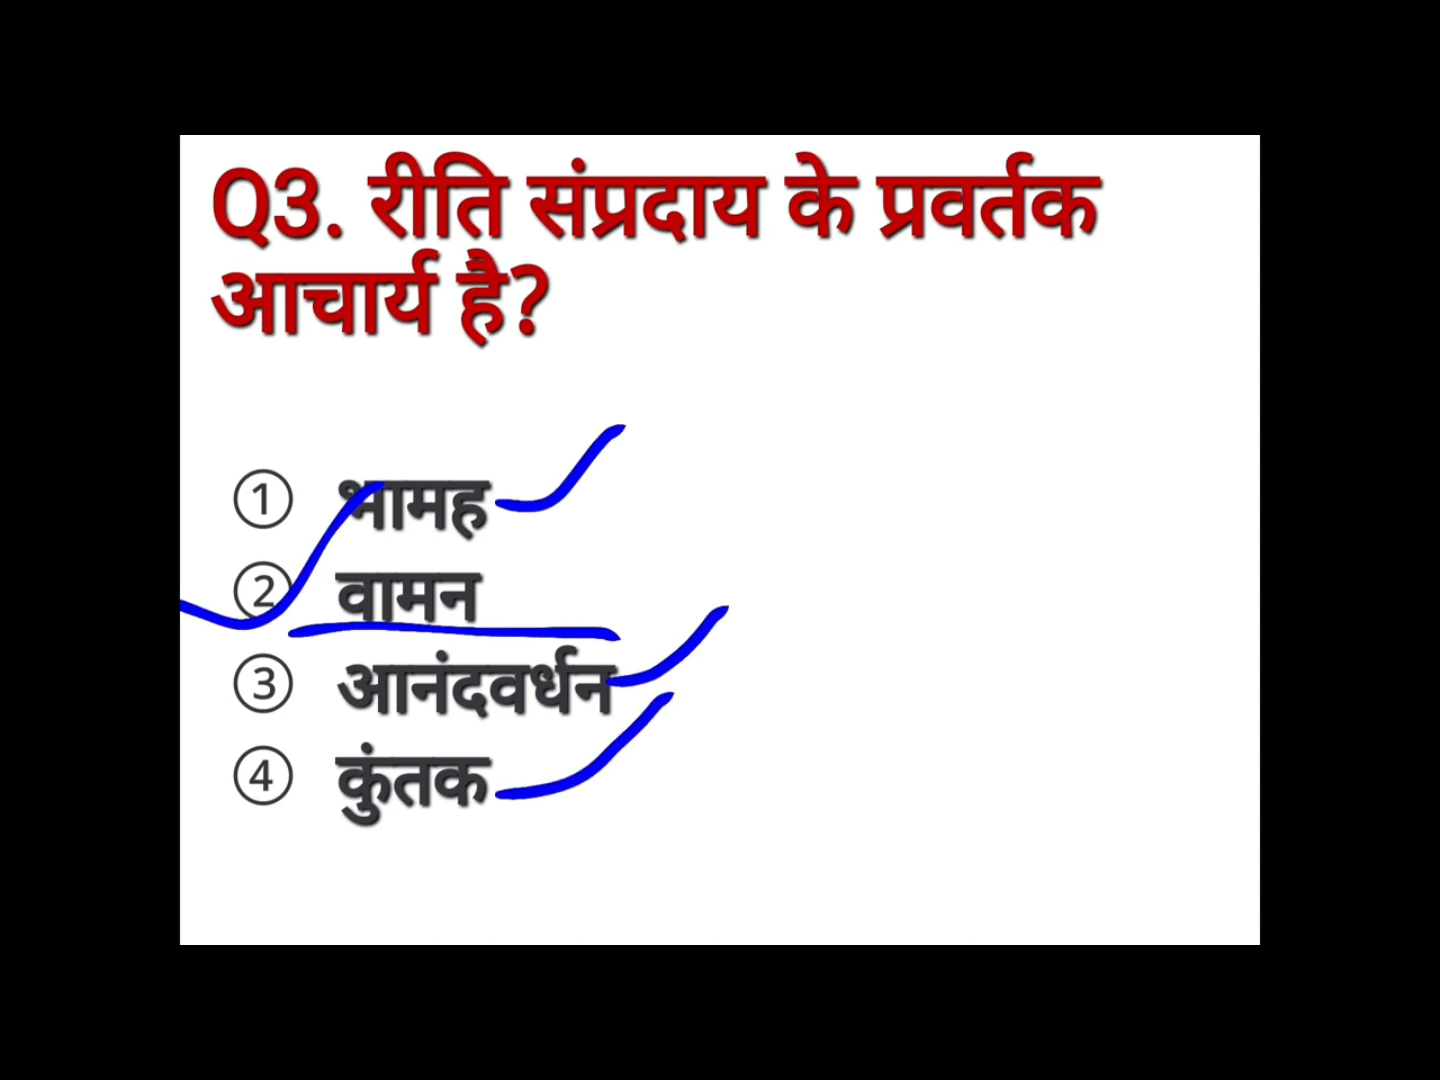 Q3. रीति संप्रदाय के प्रवर्तक
आचार्य है?
① भामह
② वामन
③ आनंदवर्धन
④ कुंतक